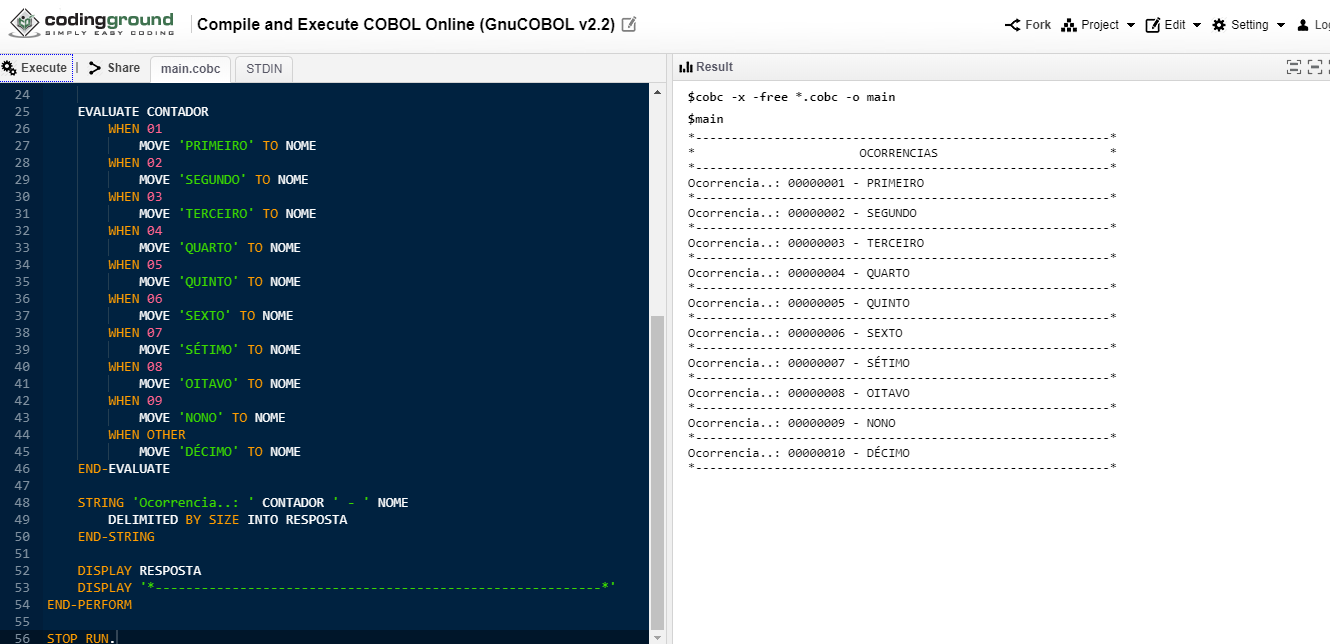 codingground
SIMPLY EASY CODING
Compile and Execute COBOL Online (GnuCOBOL v2.2)
Fork Project Edit Setting
Execute | Share main.cobc STDIN
24
25 EVALUATE CONTADOR
26 WHEN 01
27 MOVE 'PRIMEIRO' TO NOME
28 WHEN 02
29 MOVE 'SEGUNDO' TO NOME
30 WHEN 03
31 MOVE 'TERCEIRO' TO NOME
32 WHEN 04
33 MOVE 'QUARTO' TO NOME
34 WHEN 05
35 MOVE 'QUINTO' TO NOME
36 WHEN 06
37 MOVE 'SEXTO' TO NOME
38 WHEN 07
39 MOVE 'SÉTIMO' TO NOME
40 WHEN 08
41 MOVE 'OITAVO' TO NOME
42 WHEN 09
43 MOVE 'NONO' TO NOME
44 WHEN OTHER
45 MOVE 'DÉCIMO' TO NOME
46 END-EVALUATE
47
48 STRING 'Ocorrencia..: ' CONTADOR ' - ' NOME
49 DELIMITED BY SIZE INTO RESPOSTA
50 END-STRING
51
52 DISPLAY RESPOSTA
53 DISPLAY '*----------------------------------------------------------*'
54 END-PERFORM
55
56 STOP RUN.
Result
$cobc -x -free *.cobc -o main
$main
*----------------------------------------------------------*
* OCORRENCIAS *
*----------------------------------------------------------*
Ocorrencia..: 00000001 - PRIMEIRO
*----------------------------------------------------------*
Ocorrencia..: 00000002 - SEGUNDO
*----------------------------------------------------------*
Ocorrencia..: 00000003 - TERCEIRO
*----------------------------------------------------------*
Ocorrencia..: 00000004 - QUARTO
*----------------------------------------------------------*
Ocorrencia..: 00000005 - QUINTO
*----------------------------------------------------------*
Ocorrencia..: 00000006 - SEXTO
*----------------------------------------------------------*
Ocorrencia..: 00000007 - SÉTIMO
*----------------------------------------------------------*
Ocorrencia..: 00000008 - OITAVO
*----------------------------------------------------------*
Ocorrencia..: 00000009 - NONO
*----------------------------------------------------------*
Ocorrencia..: 00000010 - DÉCIMO
*----------------------------------------------------------*